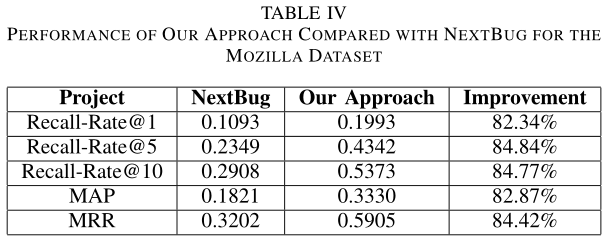 TABLE IV
PERFORMANCE OF OUR APPROACH COMPARED WITH NEXTBUG FOR THE
MOZILLA DATASET
Project NextBug Our Approach Improvement
Recall-Rate@1 0.1093 0.1993 82.34%
Recall-Rate@5 0.2349 0.4342 84.84%
Recall-Rate@10 0.2908 0.5373 84.77%
MAP 0.1821 0.3330 82.87%
MRR 0.3202 0.5905 84.42%